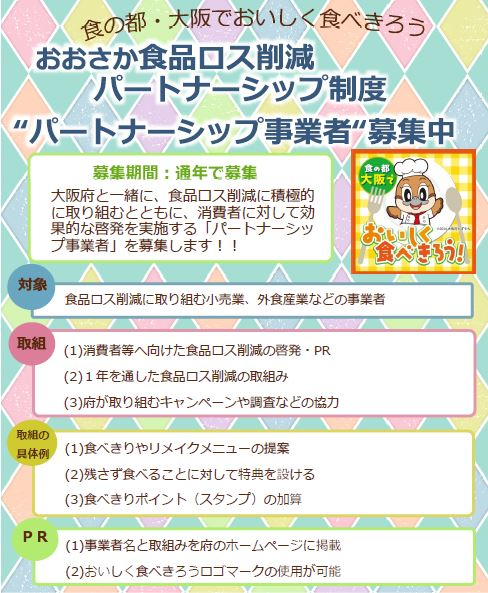 食の都・大阪でおいしく食べきろう
おおさか食品ロス削減
パートナーシップ制度
“パートナーシップ事業者“募集中
募集期間：通年で募集
大阪府と一緒に、食品ロス削減に積極的
に取り組むとともに、消費者に対して効
果的な啓発を実施する「パートナーシッ
プ事業者」を募集します！！
食の都
大阪で
おいしく
食べきろう！
対象
食品ロス削減に取り組む小売業、外食産業などの事業者
取組
(1)消費者等へ向けた食品ロス削減の啓発・PR
(2)１年を通した食品ロス削減の取組み
(3)府が取り組むキャンペーンや調査などの協力
取組の
具体例
(1)食べきりやリメイクメニューの提案
(2)残さず食べることに対して特典を設ける
(3)食べきりポイント（スタンプ）の加算
ＰＲ
(1)事業者名と取組みを府のホームページに掲載
(2)おいしく食べきろうロゴマークの使用が可能